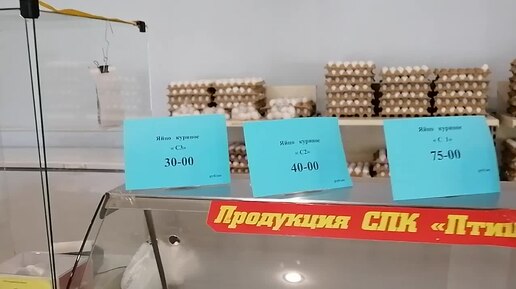 Яйцо куриное
«С3»
30-00
Яйцо куриное
«С2»
40-00
Яйцо куриное
«С 1»
75-00
Продукция СПК «Пти